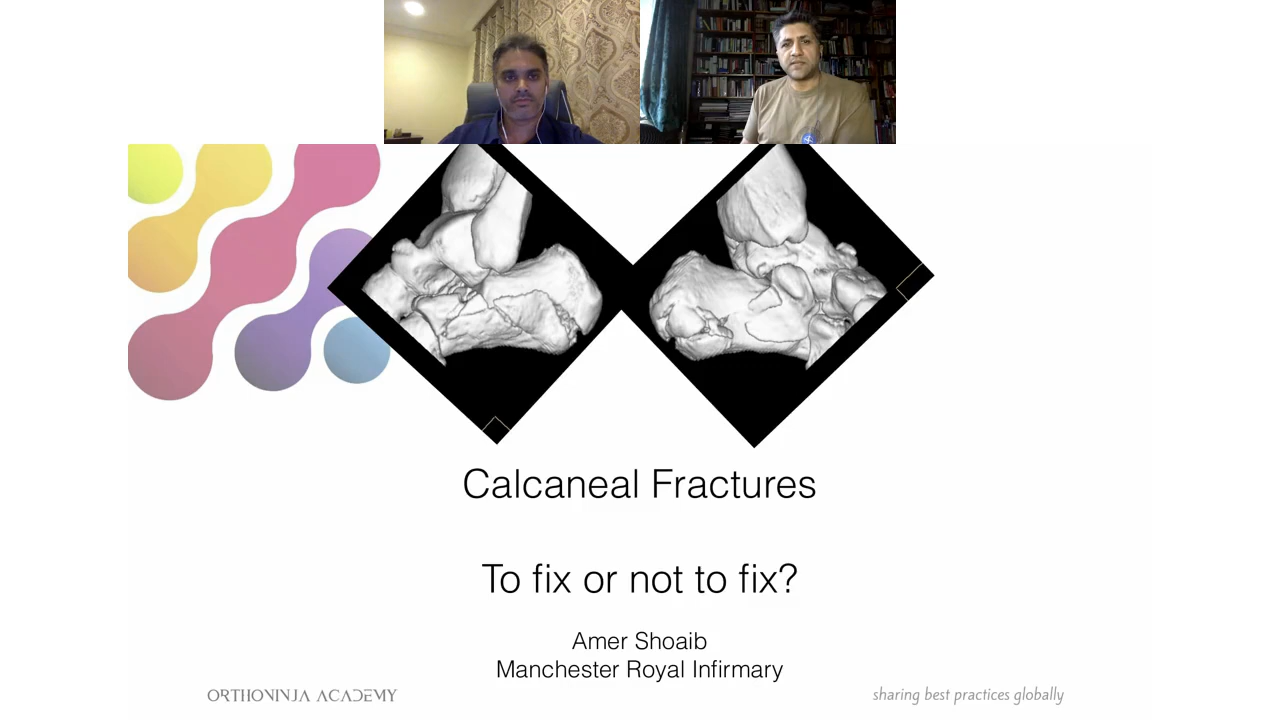 Calcaneal Fractures
To fix or not to fix?
Amer Shoaib
Manchester Royal Infirmary
ORTHONINJA ACADEMY
sharing best practices globally